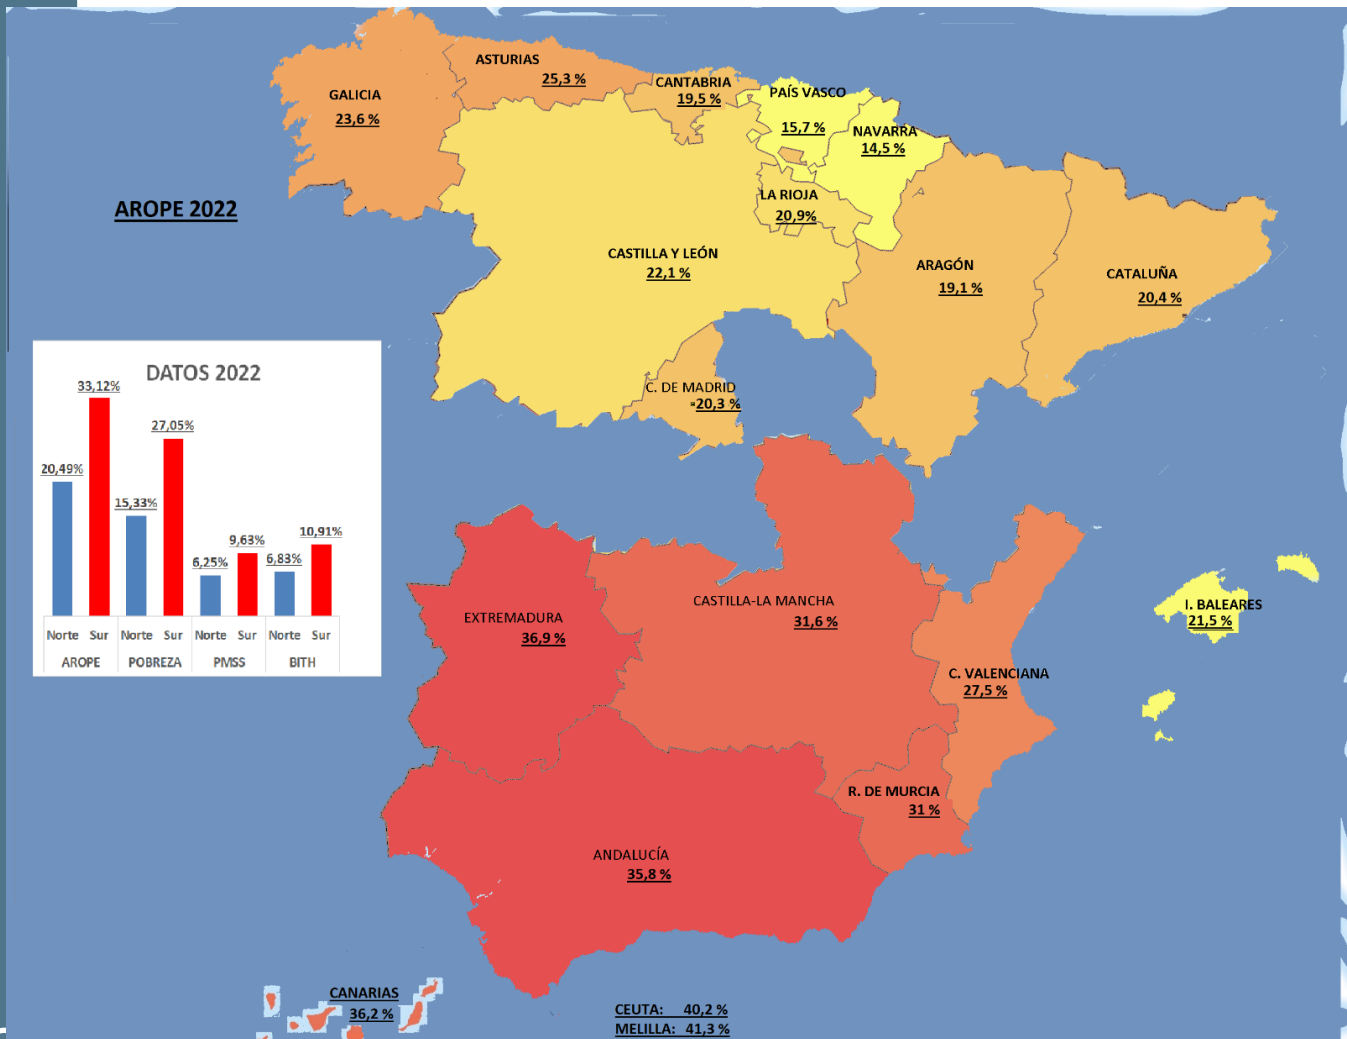 ASTURIAS
25,3 %
CANTABRIA
19,5 %
GALICIA
23,6 %
PAÍS VASCO
15,7 %
NAVARRA
14,5 %
AROPE 2022
LA RIOJA
20,9%
CASTILLA Y LEÓN
22,1 %
ARAGÓN
19,1 %
CATALUÑA
20,4 %
C. DE MADRID
20,3 %
DATOS 2022
33,12%
27,05%
20,49%
15,33%
6,25%
9,63%
6,83%
10,91%
Norte Sur Norte Sur Norte Sur Norte Sur
AROPE POBREZA PMSS BITH
EXTREMADURA
36,9 %
CASTILLA-LA MANCHA
31,6 %
I. BALEARES
21,5 %
C. VALENCIANA
27,5 %
R. DE MURCIA
31 %
ANDALUCÍA
35,8 %
CANARIAS
36,2 %
CEUTA: 40,2 %
MELILLA: 41,3 %